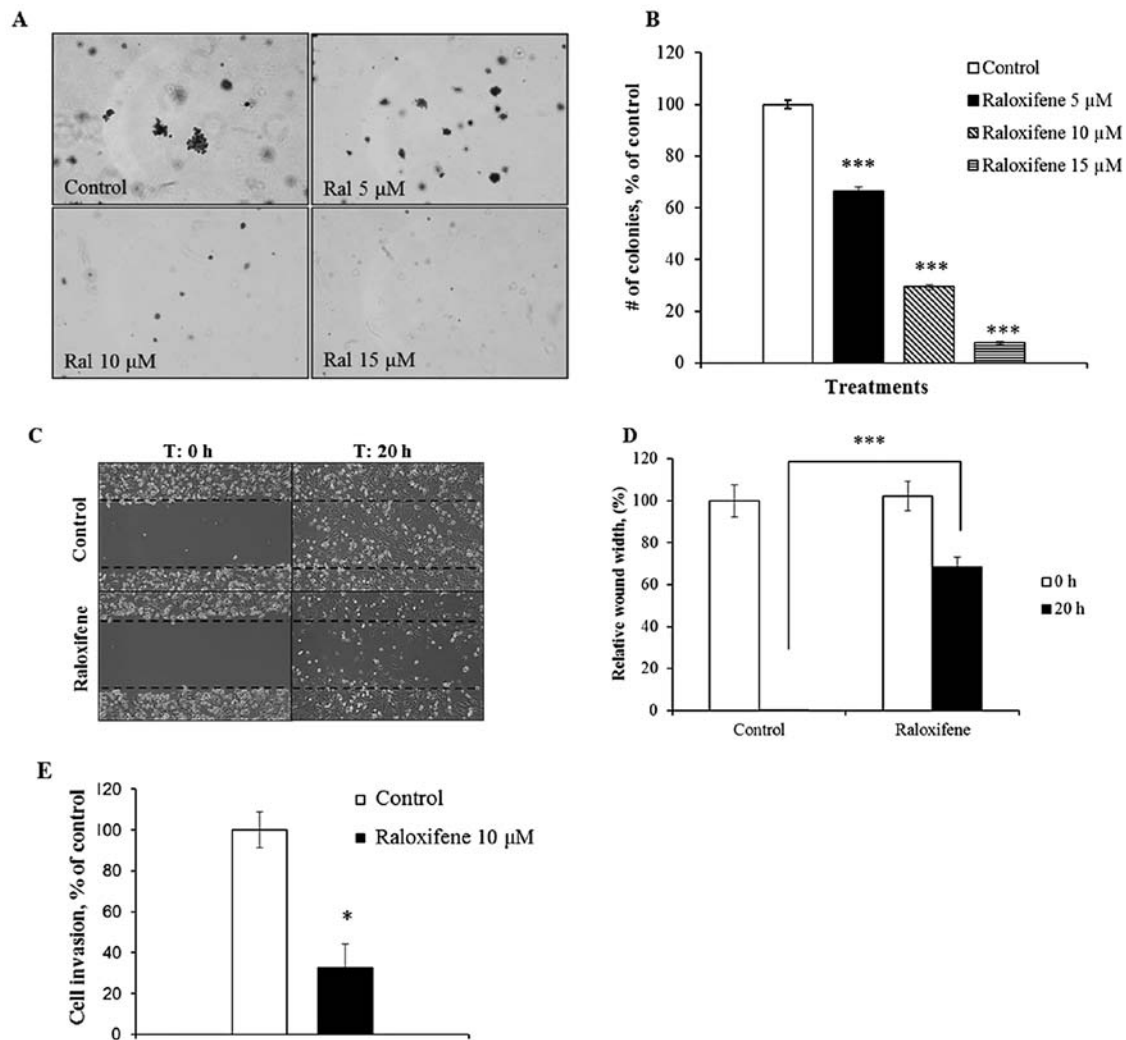 A
Control
Ral 5 µM
Ral 10 µM
Ral 15 µM
B
# of colonies, % of control
120
100
80
60
40
20
0
***
***
***
Control
Raloxifene 5 µM
Raloxifene 10 µM
Raloxifene 15 µM
Treatments
C
T: 0 h
T: 20 h
Control
Raloxifene
D
Relative wound width, (%)
120
100
80
60
40
20
0
***
Control
Raloxifene
0 h
20 h
E
Cell invasion, % of control
120
100
80
60
40
20
0
*
Control
Raloxifene 10 µM